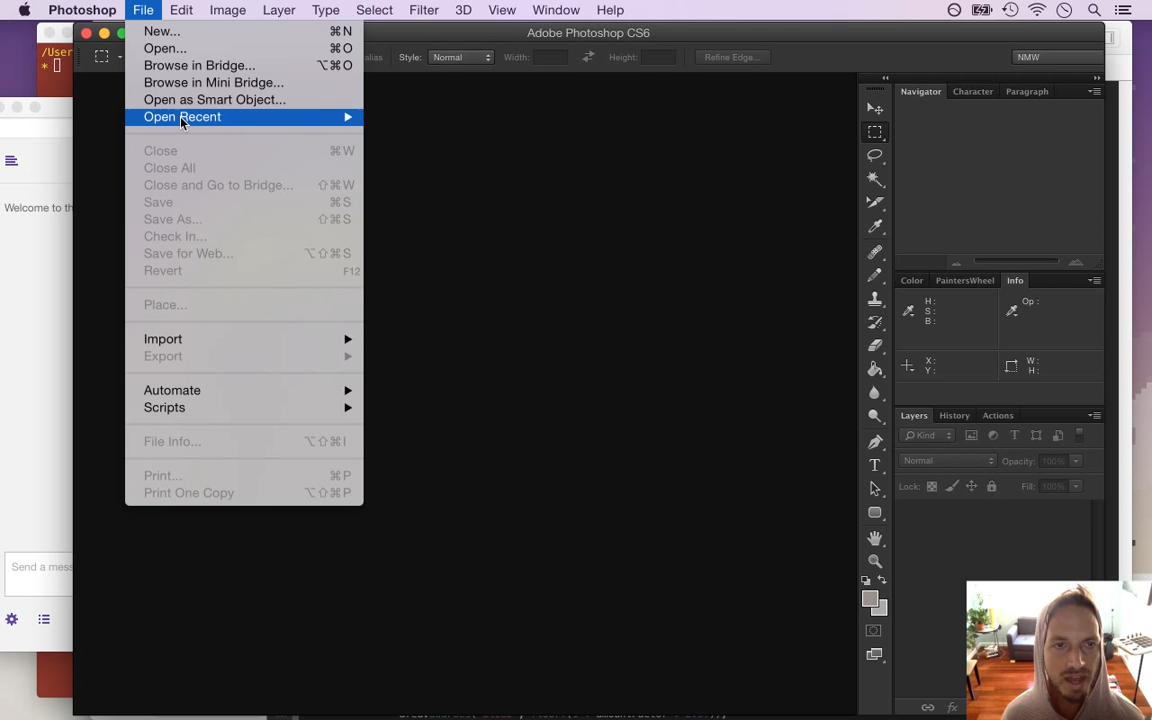 Photoshop File Edit Image Layer Type Select Filter 3D View Window Help
Adobe Photoshop CS6
Style: Normal Width: Height: Refine Edge... NMW
New... ⌘N
Open... ⌘O
Browse in Bridge... ⌥⌘O
Browse in Mini Bridge...
Open as Smart Object...
Open Recent
Close ⌘W
Close All
Close and Go to Bridge... ⇧⌘W
Save ⌘S
Save As... ⇧⌘S
Check In...
Save for Web... ⌥⇧⌘S
Revert F12
Place...
Import
Export
Automate
Scripts
File Info... ⌥⇧⌘I
Print... ⌘P
Print One Copy ⌥⇧⌘P
/User
*
Welcome to th
Send a mess
Navigator Character Paragraph
Color PaintersWheel Info
H:
S:
B:
Op:
X:
Y:
W:
H:
Layers History Actions
Kind
Normal Opacity: 100%
Lock: Fill: 100%
fx